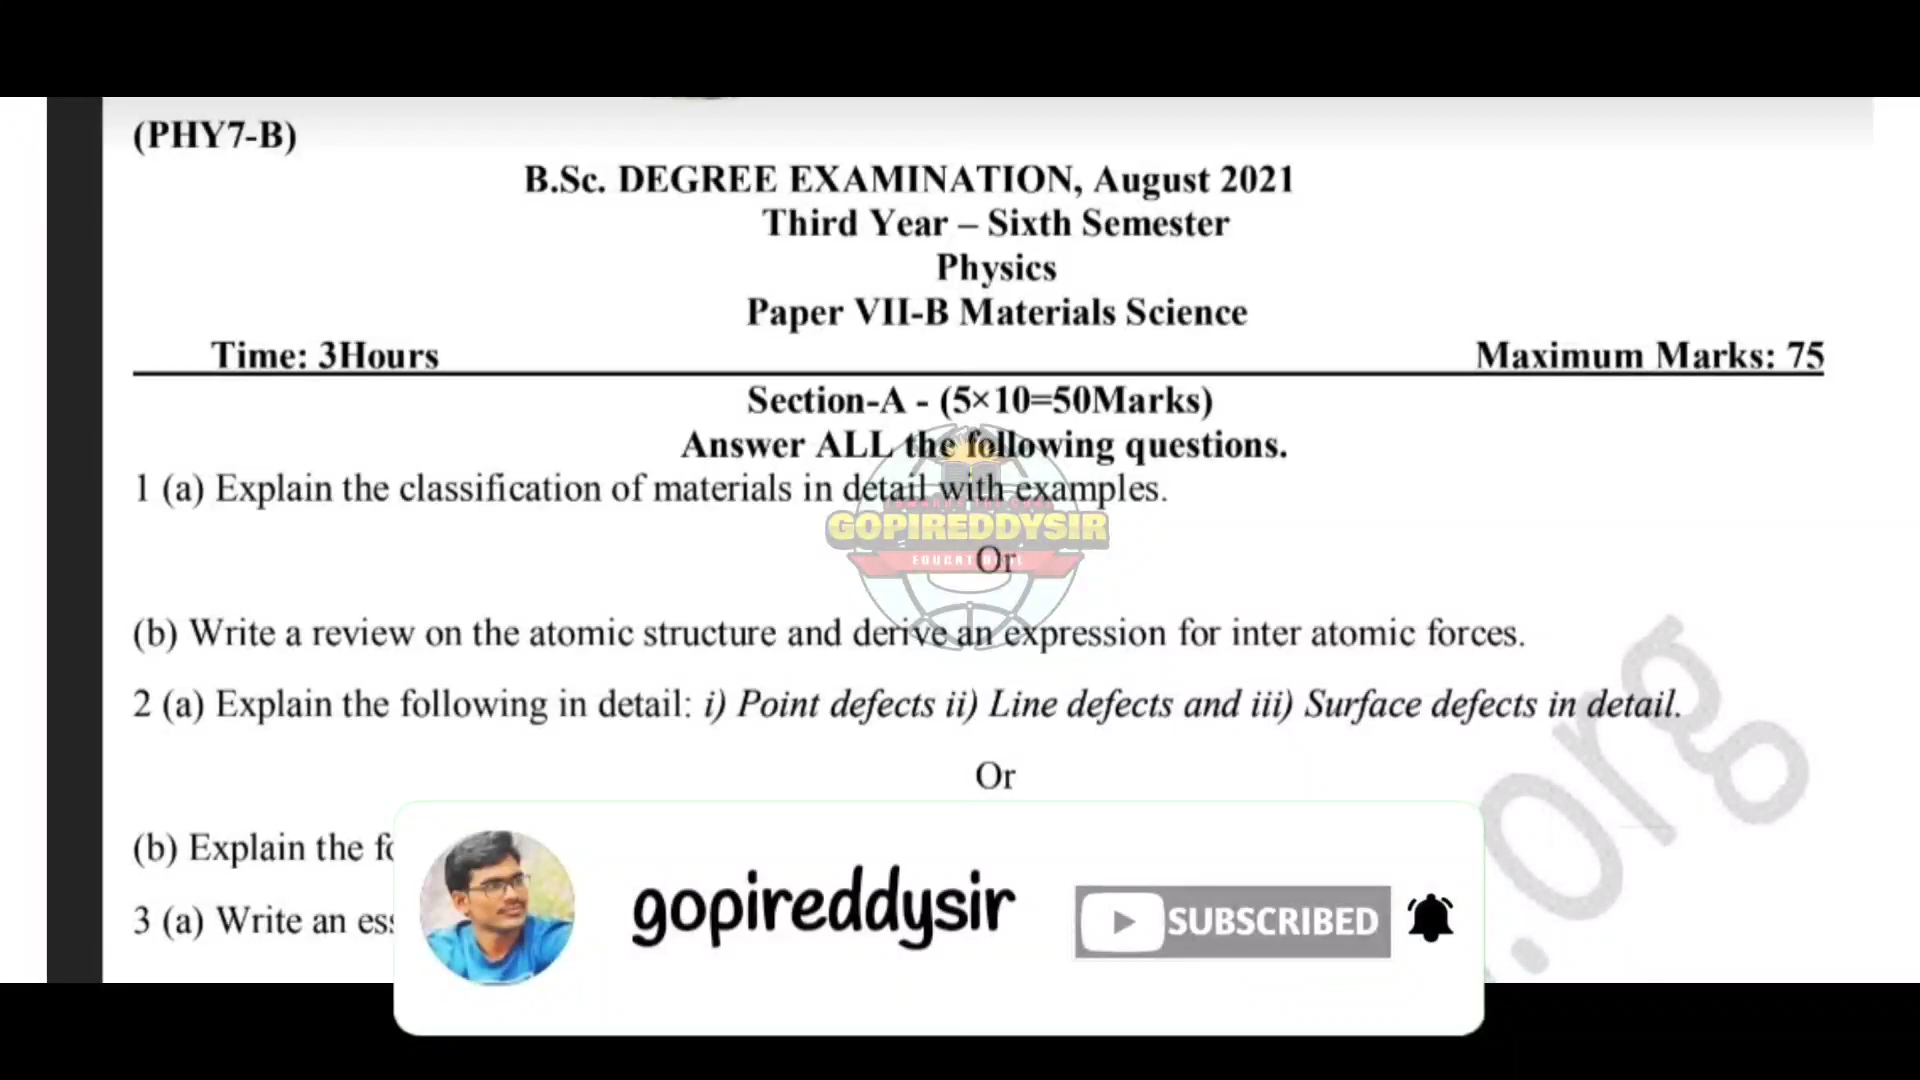 (PHY7-B)
B.Sc. DEGREE EXAMINATION, August 2021
Third Year – Sixth Semester
Physics
Paper VII-B Materials Science
Time: 3Hours Maximum Marks: 75
Section-A - (5×10=50Marks)
Answer ALL the following questions.
1 (a) Explain the classification of materials in detail with examples.
GOPIREDDYSIR
Or
(b) Write a review on the atomic structure and derive an expression for inter atomic forces.
2 (a) Explain the following in detail: i) Point defects ii) Line defects and iii) Surface defects in detail.
Or
(b) Explain the
3 (a) Write an
gopireddysir
SUBSCRIBED
.org